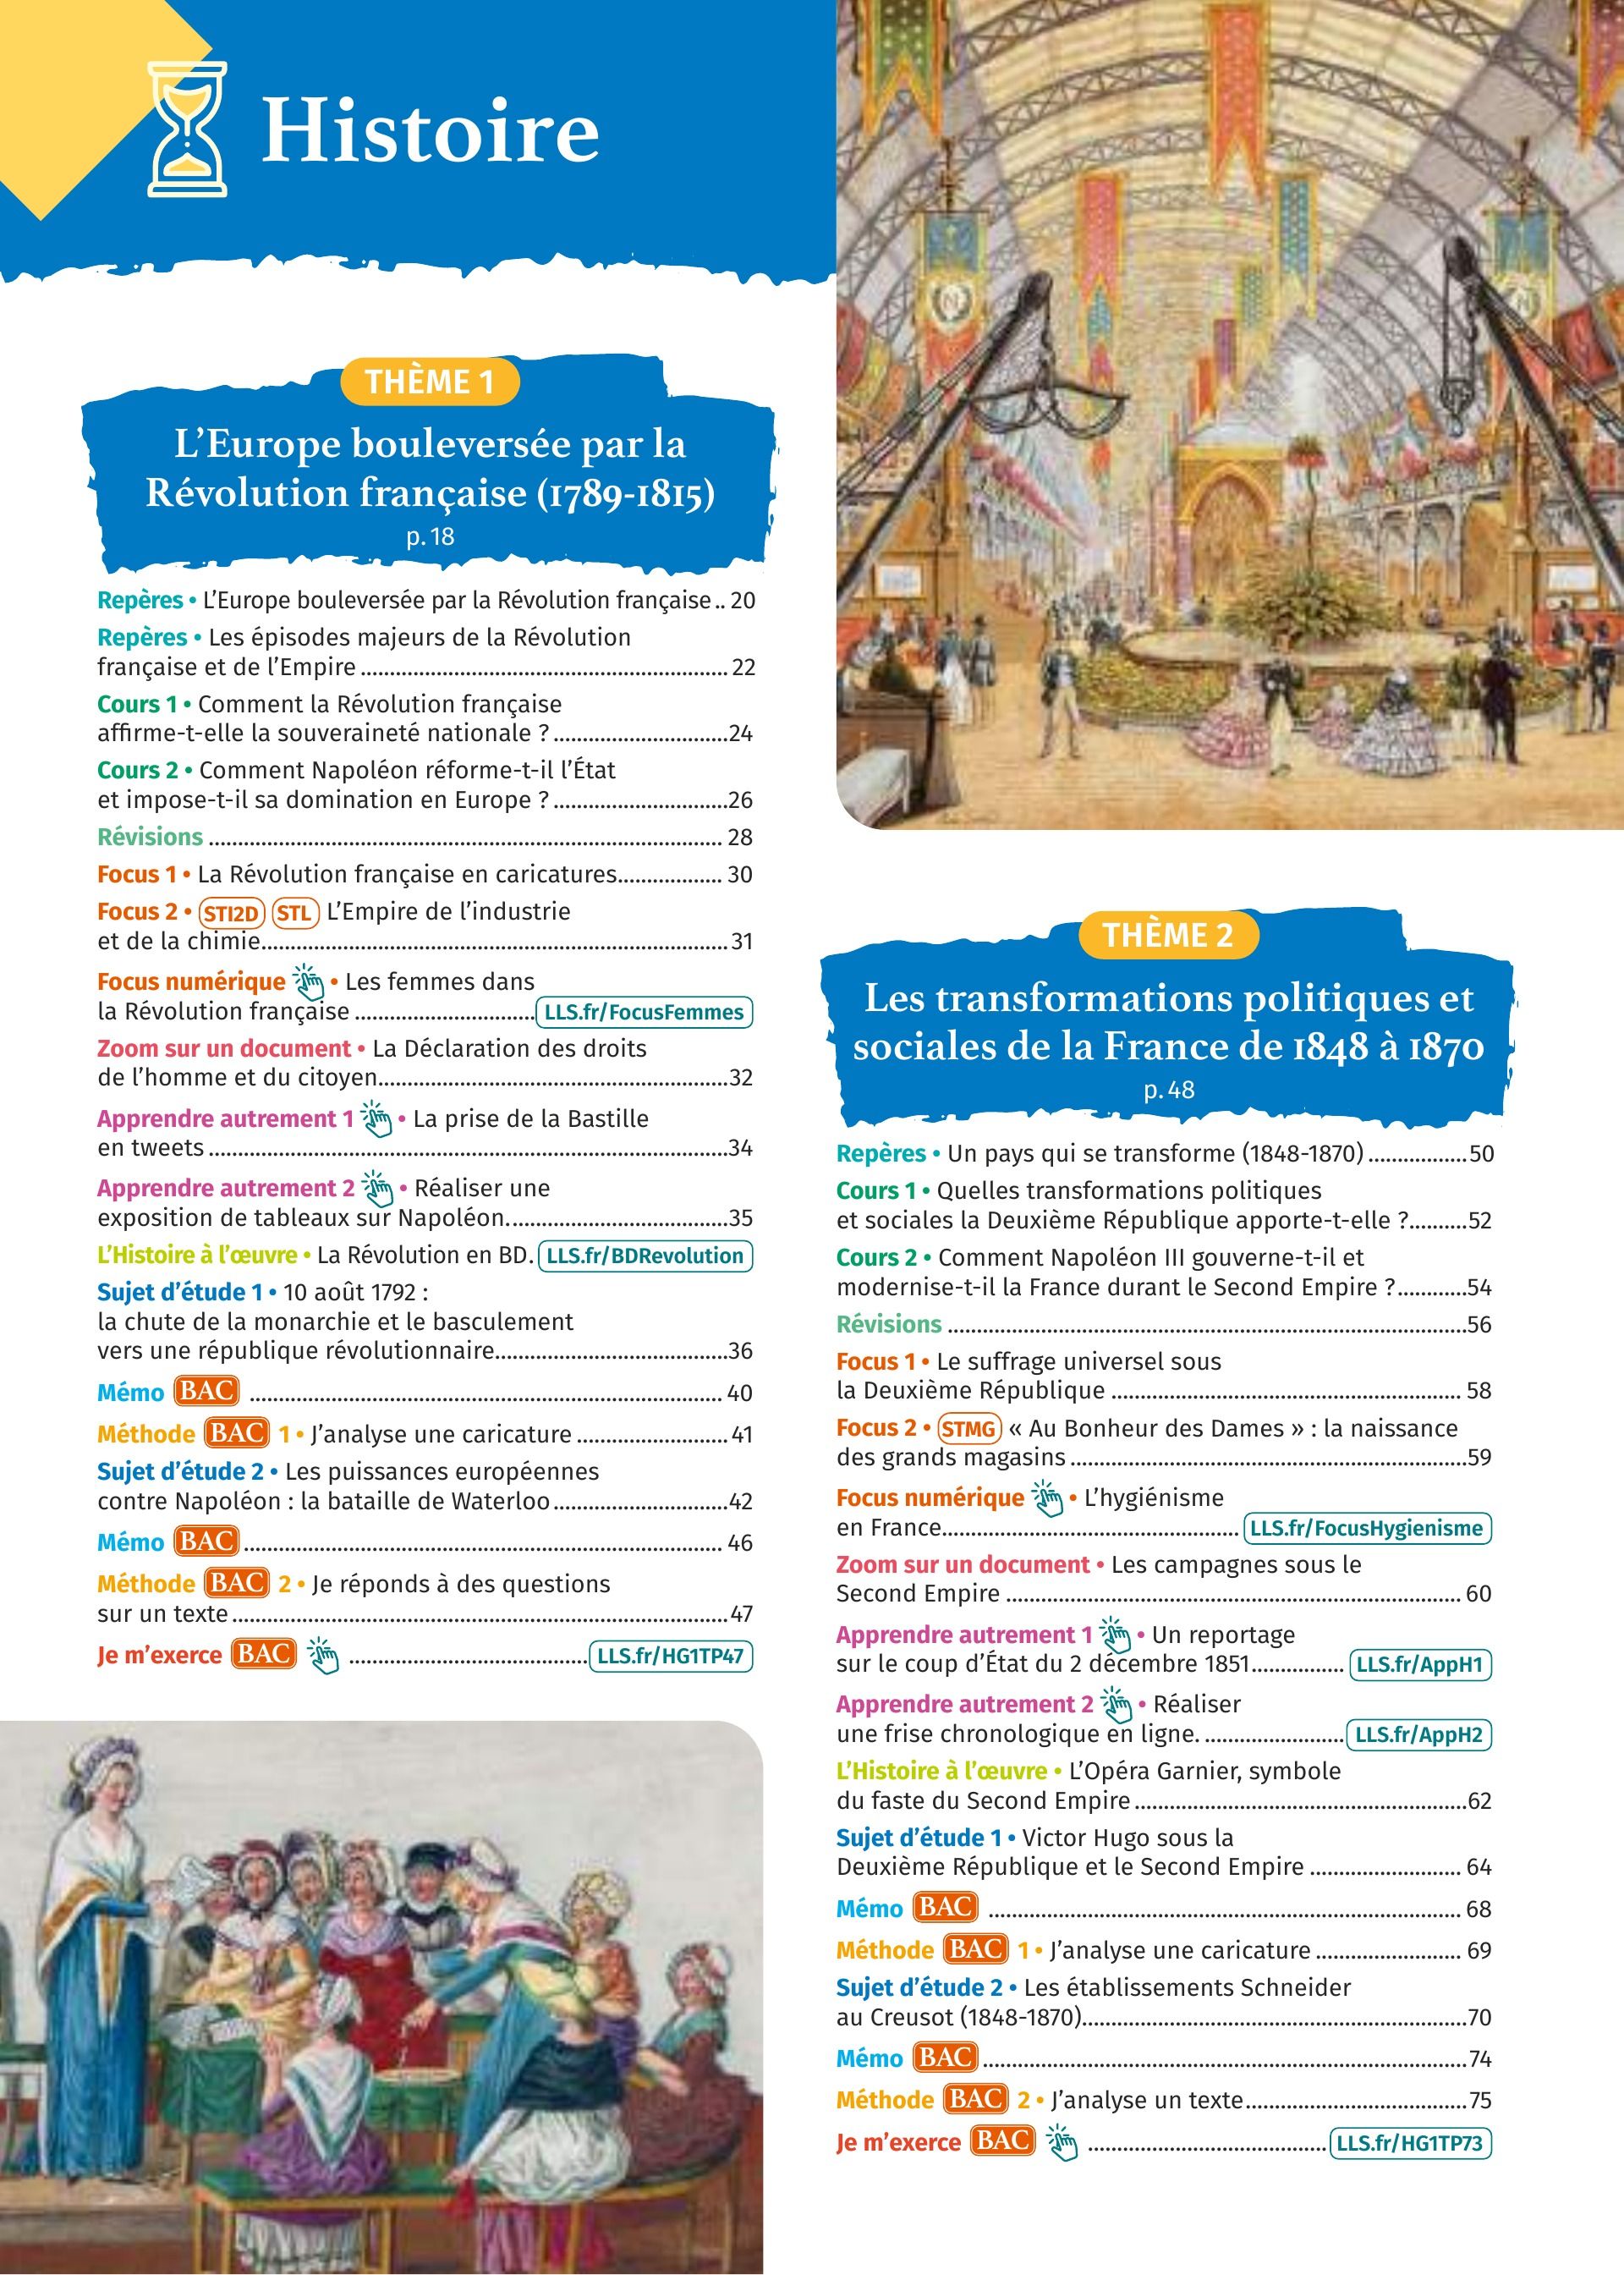 Histoire
THÈME 1
L’Europe bouleversée par la
Révolution française (1789-1815)
p. 18
Repères • L’Europe bouleversée par la Révolution française .. 20
Repères • Les épisodes majeurs de la Révolution
française et de l’Empire ........ 22
Cours 1 • Comment la Révolution française
affirme-t-elle la souveraineté nationale ? ........ 24
Cours 2 • Comment Napoléon réforme-t-il l’État
et impose-t-il sa domination en Europe ? ........ 26
Révisions ........ 28
Focus 1 • La Révolution française en caricatures ........ 30
Focus 2 • STI2D STL L’Empire de l’industrie
et de la chimie ........ 31
Focus numérique • Les femmes dans
la Révolution française ........ LLS.fr/FocusFemmes
Zoom sur un document • La Déclaration des droits
de l’homme et du citoyen ........ 32
Apprendre autrement 1 • La prise de la Bastille
en tweets ........ 34
Apprendre autrement 2 • Réaliser une
exposition de tableaux sur Napoléon. ........ 35
L’Histoire à l’œuvre • La Révolution en BD. LLS.fr/BDRevolution
Sujet d’étude 1 • 10 août 1792 :
la chute de la monarchie et le basculement
vers une république révolutionnaire ........ 36
Mémo BAC ........ 40
Méthode BAC 1 • J’analyse une caricature ........ 41
Sujet d’étude 2 • Les puissances européennes
contre Napoléon : la bataille de Waterloo ........ 42
Mémo BAC ........ 46
Méthode BAC 2 • Je réponds à des questions
sur un texte ........ 47
Je m’exerce BAC ........ LLS.fr/HG1TP47
N
N
THÈME 2
Les transformations politiques et
sociales de la France de 1848 à 1870
p. 48
Repères • Un pays qui se transforme (1848-1870) ........ 50
Cours 1 • Quelles transformations politiques
et sociales la Deuxième République apporte-t-elle ? ........ 52
Cours 2 • Comment Napoléon III gouverne-t-il et
modernise-t-il la France durant le Second Empire ? ........ 54
Révisions ........ 56
Focus 1 • Le suffrage universel sous
la Deuxième République ........ 58
Focus 2 • STMG « Au Bonheur des Dames » : la naissance
des grands magasins ........ 59
Focus numérique • L’hygiénisme
en France ........ LLS.fr/FocusHygienisme
Zoom sur un document • Les campagnes sous le
Second Empire ........ 60
Apprendre autrement 1 • Un reportage
sur le coup d’État du 2 décembre 1851 ........ LLS.fr/AppH1
Apprendre autrement 2 • Réaliser
une frise chronologique en ligne. ........ LLS.fr/AppH2
L’Histoire à l’œuvre • L’Opéra Garnier, symbole
du faste du Second Empire ........ 62
Sujet d’étude 1 • Victor Hugo sous la
Deuxième République et le Second Empire ........ 64
Mémo BAC ........ 68
Méthode BAC 1 • J’analyse une caricature ........ 69
Sujet d’étude 2 • Les établissements Schneider
au Creusot (1848-1870) ........ 70
Mémo BAC ........ 74
Méthode BAC 2 • J’analyse un texte ........ 75
Je m’exerce BAC ........ LLS.fr/HG1TP73